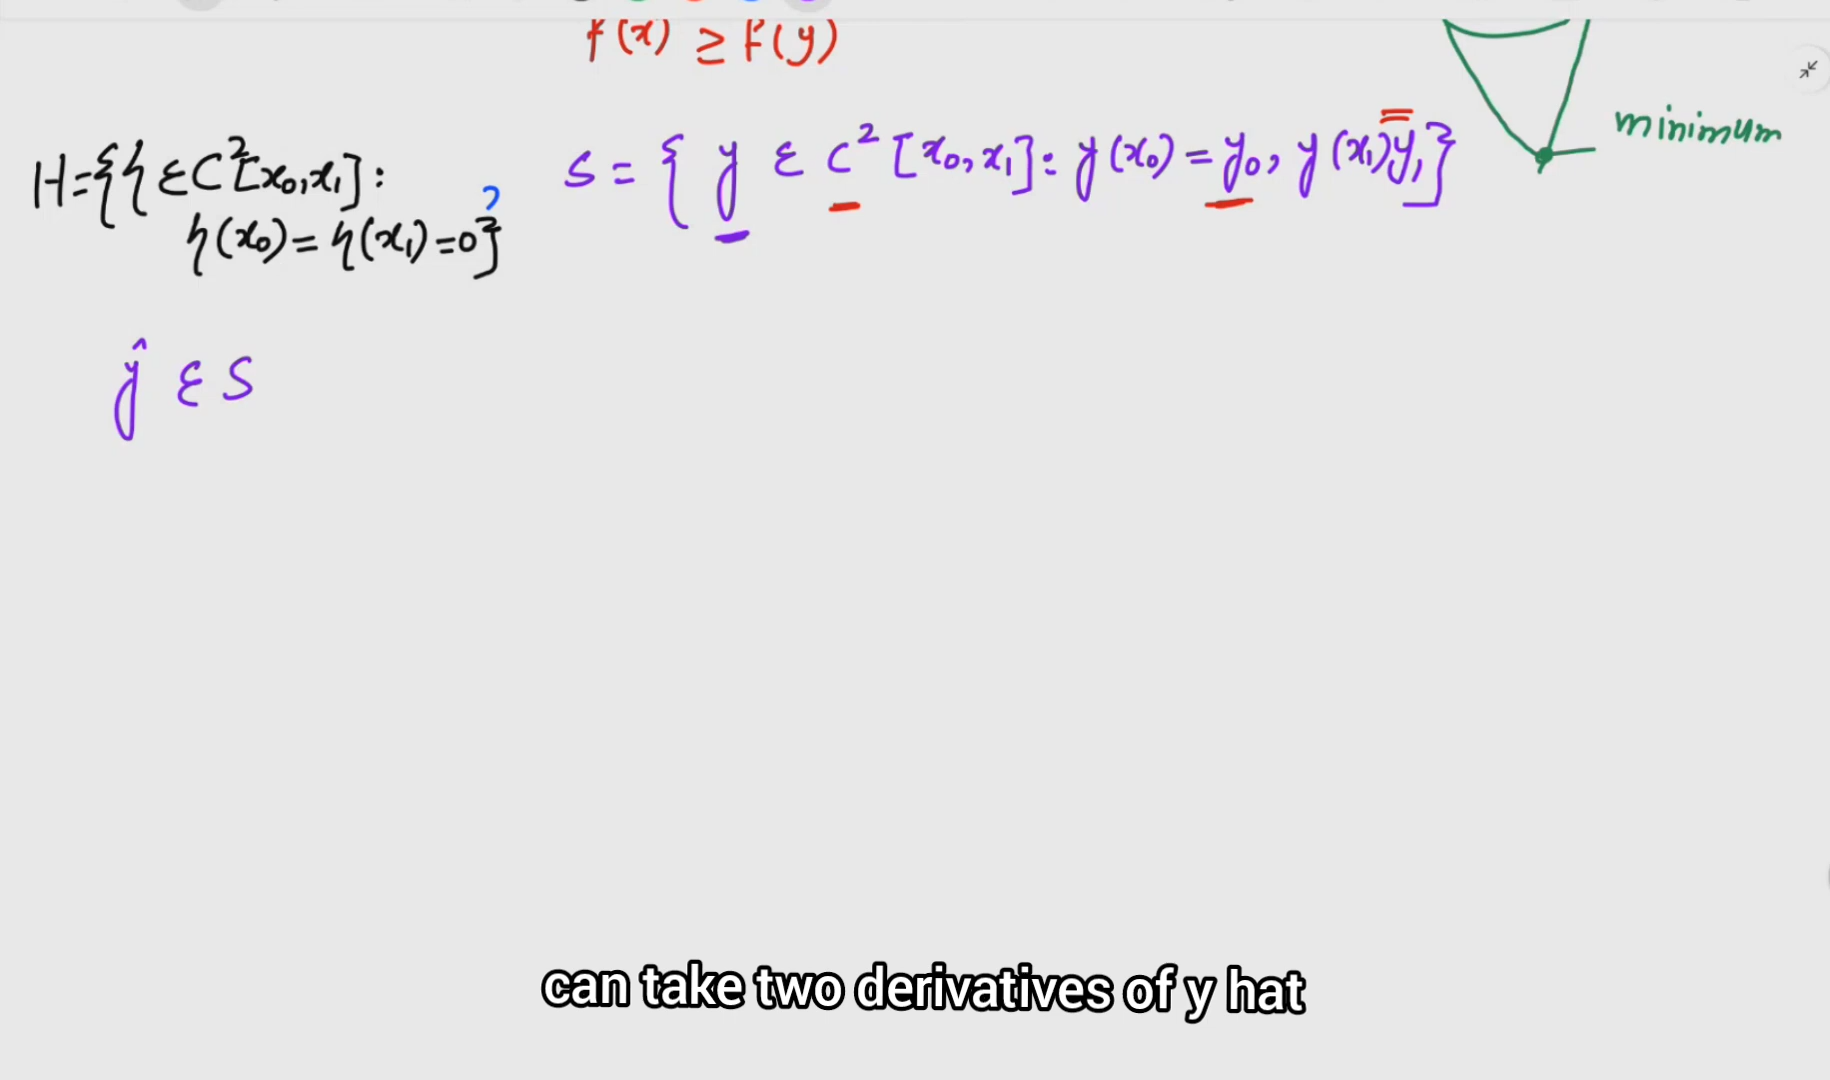 f(x) ≥ F(y)
minimum
H={η ε C²[x₀,x₁]:
η(x₀) = η(x₁) =0}
S = { y ε C² [x₀,x₁]: y(x₀) = y₀, y(x₁) y₁}
ŷ ε S
can take two derivatives of y hat